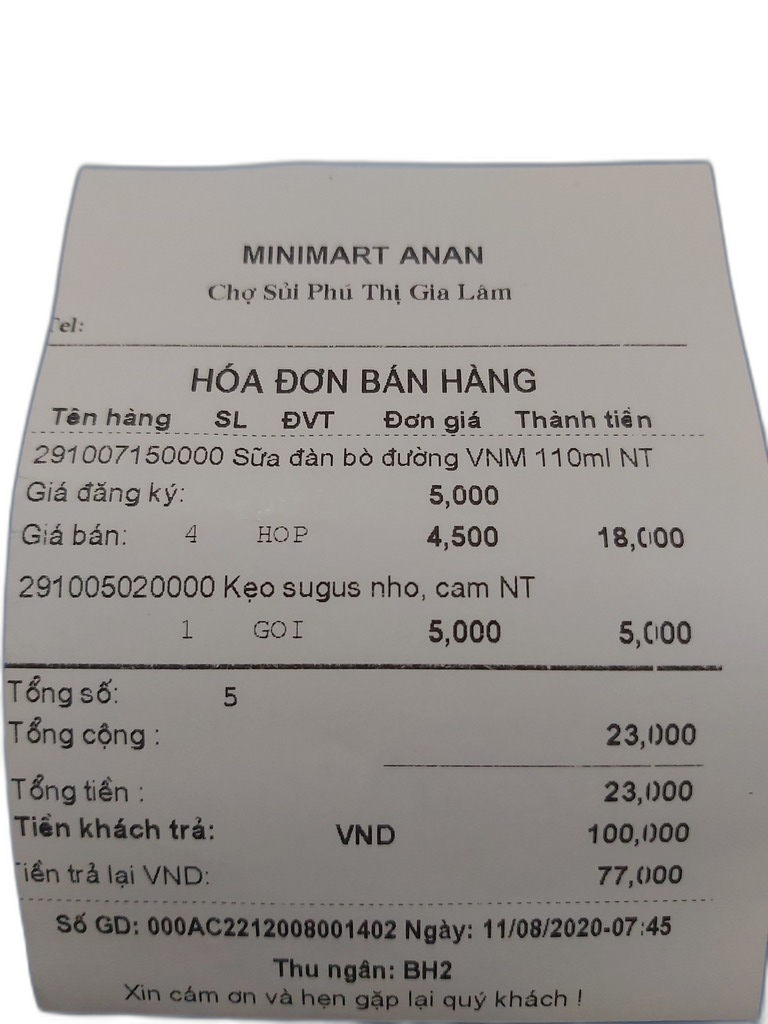 MINIMART ANAN
Chợ Sủi Phú Thị Gia Lâm
Tel:
HÓA ĐƠN BÁN HÀNG
Tên hàng SL ĐVT Đơn giá Thành tiền
291007150000 Sữa đàn bò đường VNM 110ml NT
Giá đăng ký: 5,000
Giá bán: 4 HOP 4,500 18,000
291005020000 Kẹo sugus nho, cam NT
1 GOI 5,000 5,000
Tổng số: 5
Tổng cộng : 23,000
Tổng tiền : 23,000
Tiền khách trả: VND 100,000
Tiền trả lại VND: 77,000
Số GD: 000AC2212008001402 Ngày: 11/08/2020-07:45
Thu ngân: BH2
Xin cám ơn và hẹn gặp lại quý khách !